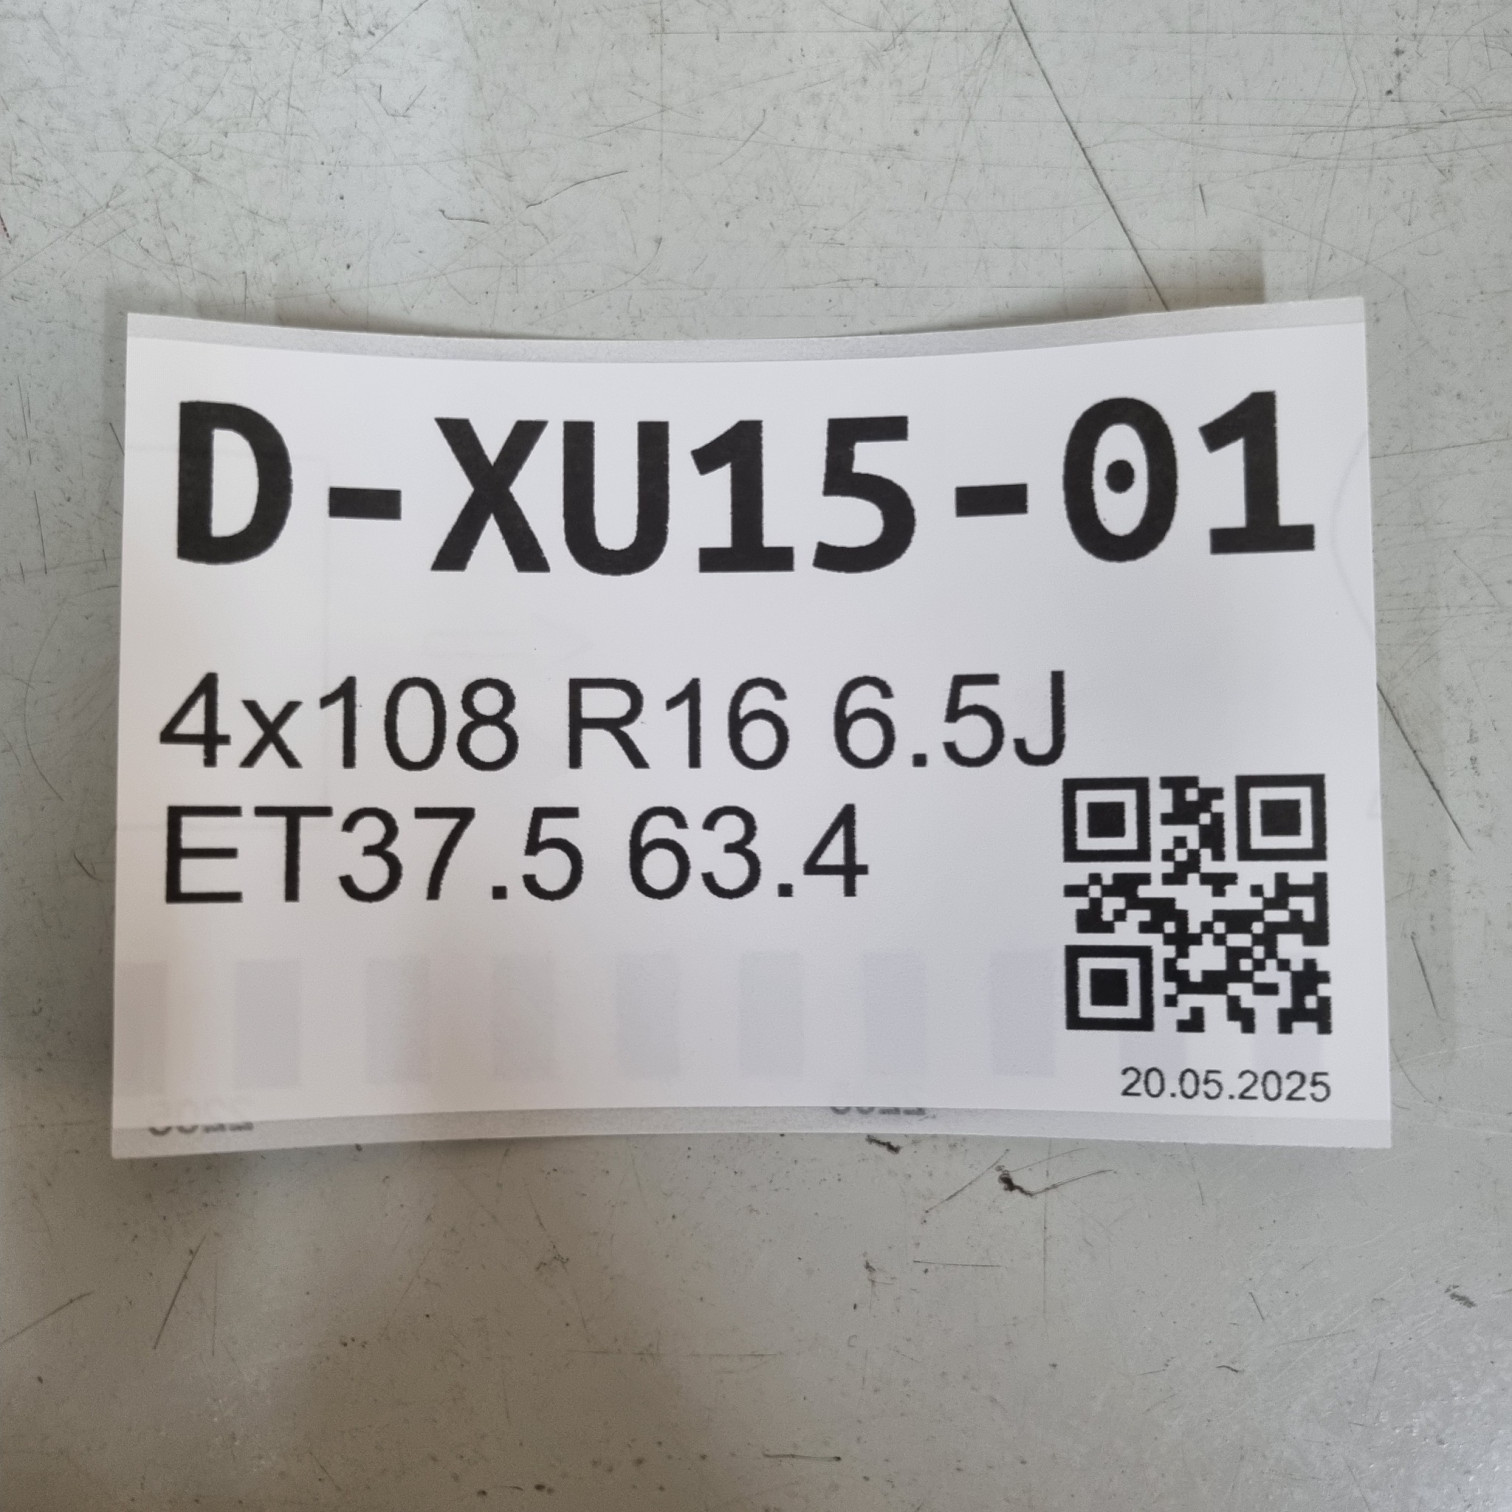 D-XU15-01
4x108 R16 6.5J
ET37.5 63.4
20.05.2025